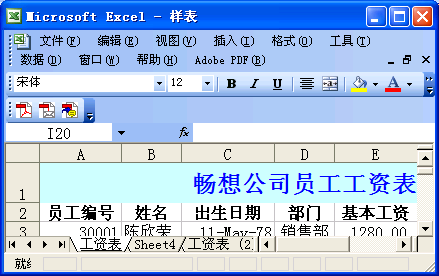 Microsoft Excel - 样表
文件(F) 编辑(E) 视图(V) 插入(I) 格式(O) 工具(T)
数据(D) 窗口(W) 帮助(H) Adobe PDF(B)
宋体 12 B I U A
I20 fx
A B C D E
1 畅想公司员工工资表
2 员工编号 姓名 出生日期 部门 基本工资
3 30001 陈欣荣 11-May-78 销售部 1280.00
工资表 Sheet4 工资表 (2
就绪